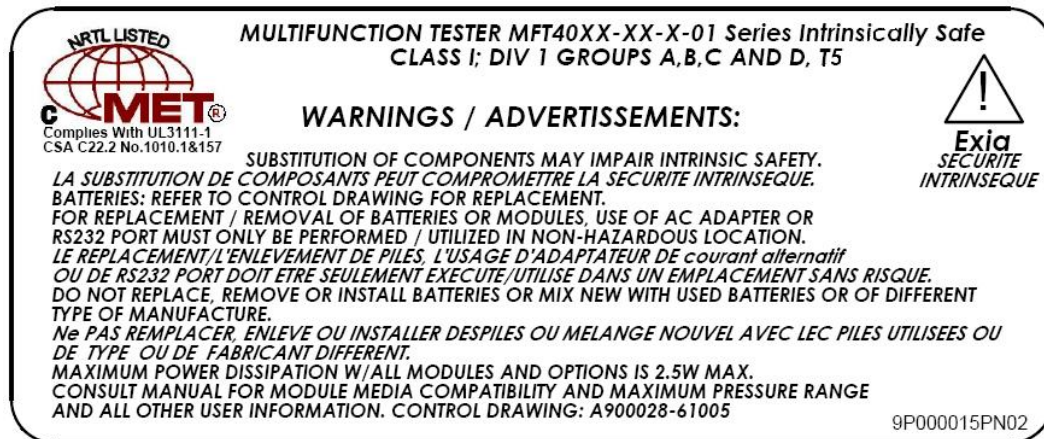 NRTL LISTED
C MET ®
Complies With UL3111-1
CSA C22.2 No.1010.1&157
MULTIFUNCTION TESTER MFT40XX-XX-X-01 Series Intrinsically Safe
CLASS I; DIV 1 GROUPS A,B,C AND D, T5
WARNINGS / ADVERTISSEMENTS:
!
Exia
SECURITE
INTRINSEQUE
SUBSTITUTION OF COMPONENTS MAY IMPAIR INTRINSIC SAFETY.
LA SUBSTITUTION DE COMPOSANTS PEUT COMPROMETTRE LA SECURITE INTRINSEQUE.
BATTERIES: REFER TO CONTROL DRAWING FOR REPLACEMENT.
FOR REPLACEMENT / REMOVAL OF BATTERIES OR MODULES, USE OF AC ADAPTER OR
RS232 PORT MUST ONLY BE PERFORMED / UTILIZED IN NON-HAZARDOUS LOCATION.
LE REPLACEMENT/L'ENLEVEMENT DE PILES, L'USAGE D'ADAPTATEUR DE courant alternatif
OU DE RS232 PORT DOIT ETRE SEULEMENT EXECUTE/UTILISE DANS UN EMPLACEMENT SANS RISQUE.
DO NOT REPLACE, REMOVE OR INSTALL BATTERIES OR MIX NEW WITH USED BATTERIES OR OF DIFFERENT
TYPE OF MANUFACTURE.
Ne PAS REMPLACER, ENLEVE OU INSTALLER DESPILES OU MELANGE NOUVEL AVEC LEC PILES UTILISEES OU
DE TYPE OU DE FABRICANT DIFFERENT.
MAXIMUM POWER DISSIPATION W/ALL MODULES AND OPTIONS IS 2.5W MAX.
CONSULT MANUAL FOR MODULE MEDIA COMPATIBILITY AND MAXIMUM PRESSURE RANGE
AND ALL OTHER USER INFORMATION. CONTROL DRAWING: A900028-61005
9P000015PN02